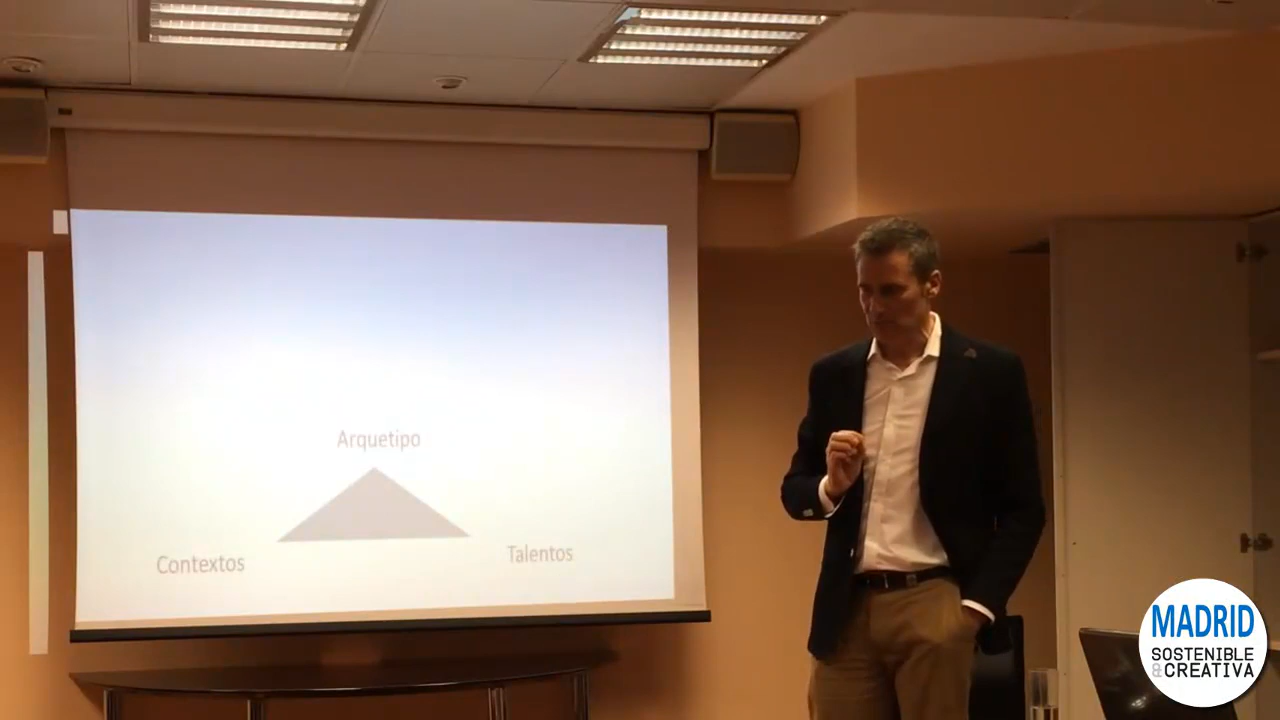 Arquetipo
Contextos
Talentos
MADRID
SOSTENIBLE
&CREATIVA